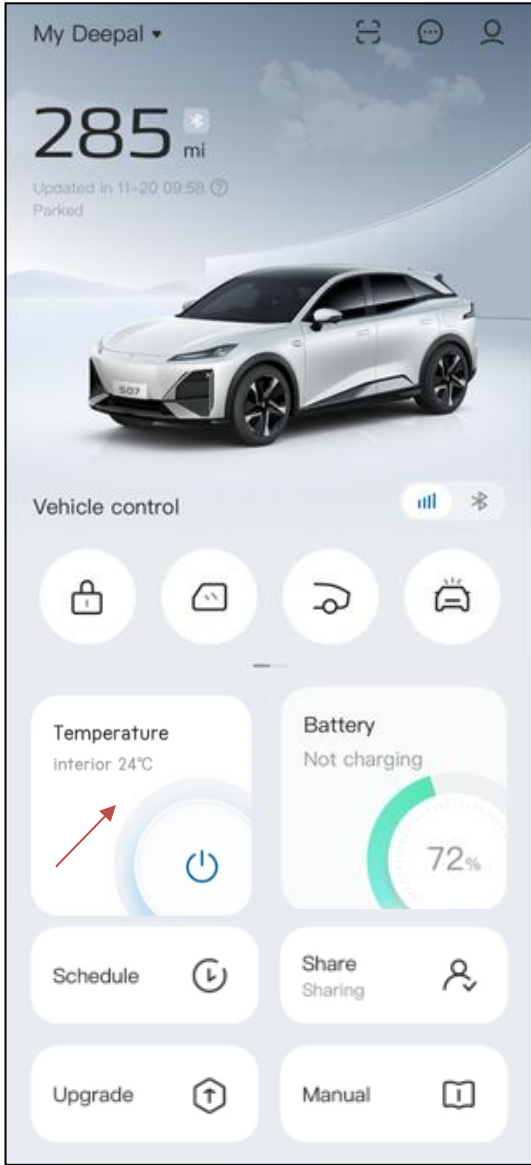 My Deepal
285 mi
Updated in 11-20 09:58
Parked
S07
Vehicle control
Temperature
interior 24℃
Battery
Not charging
72%
Schedule
Share
Sharing
Upgrade
Manual